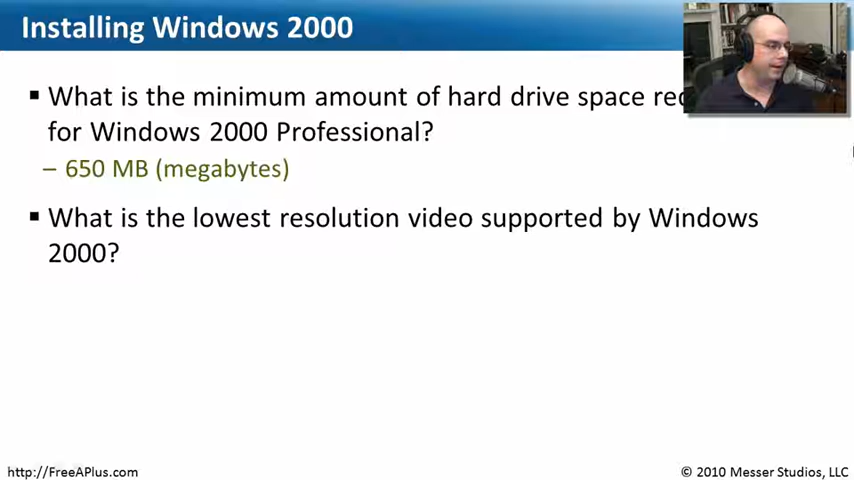 Installing Windows 2000
▪ What is the minimum amount of hard drive space
for Windows 2000 Professional?
– 650 MB (megabytes)
▪ What is the lowest resolution video supported by Windows
2000?
http://FreeAPlus.com
© 2010 Messer Studios, LLC